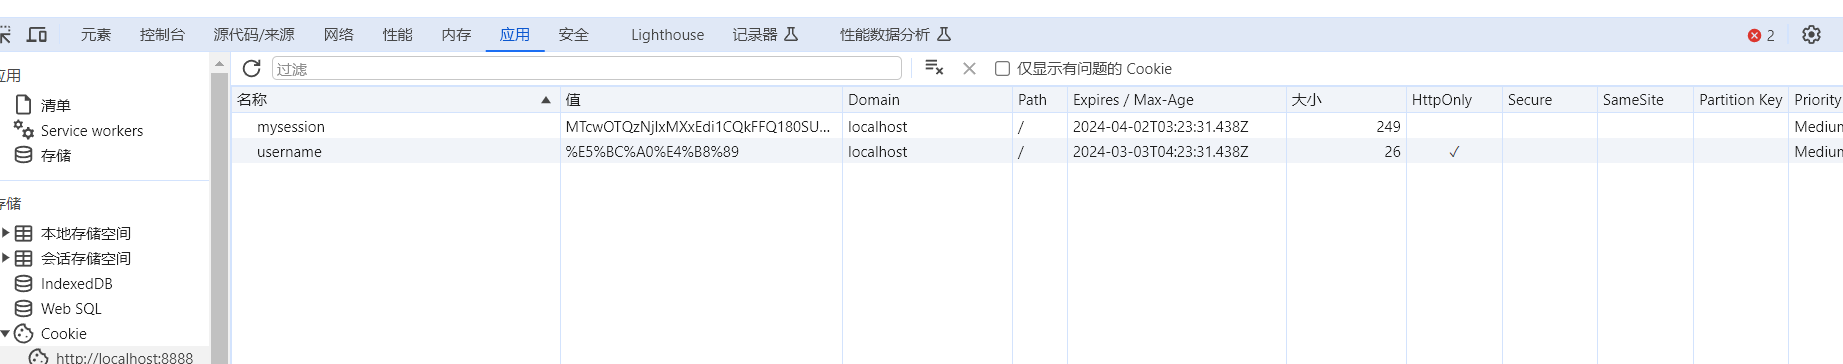 元素 控制台 源代码/来源 网络 性能 内存 应用 安全 Lighthouse 记录器 性能数据分析 2
应用
过滤 仅显示有问题的 Cookie
清单
Service workers
存储
名称 值 Domain Path Expires / Max-Age 大小 HttpOnly Secure SameSite Partition Key Priority
mysession localhost / 2024-04-02T03:23:31.438Z 249 Medium
username %E5%BC%A0%E4%B8%89 localhost / 2024-03-03T04:23:31.438Z 26 ✓ Medium
存储
本地存储空间
会话存储空间
IndexedDB
Web SQL
Cookie
http://localhost:8888